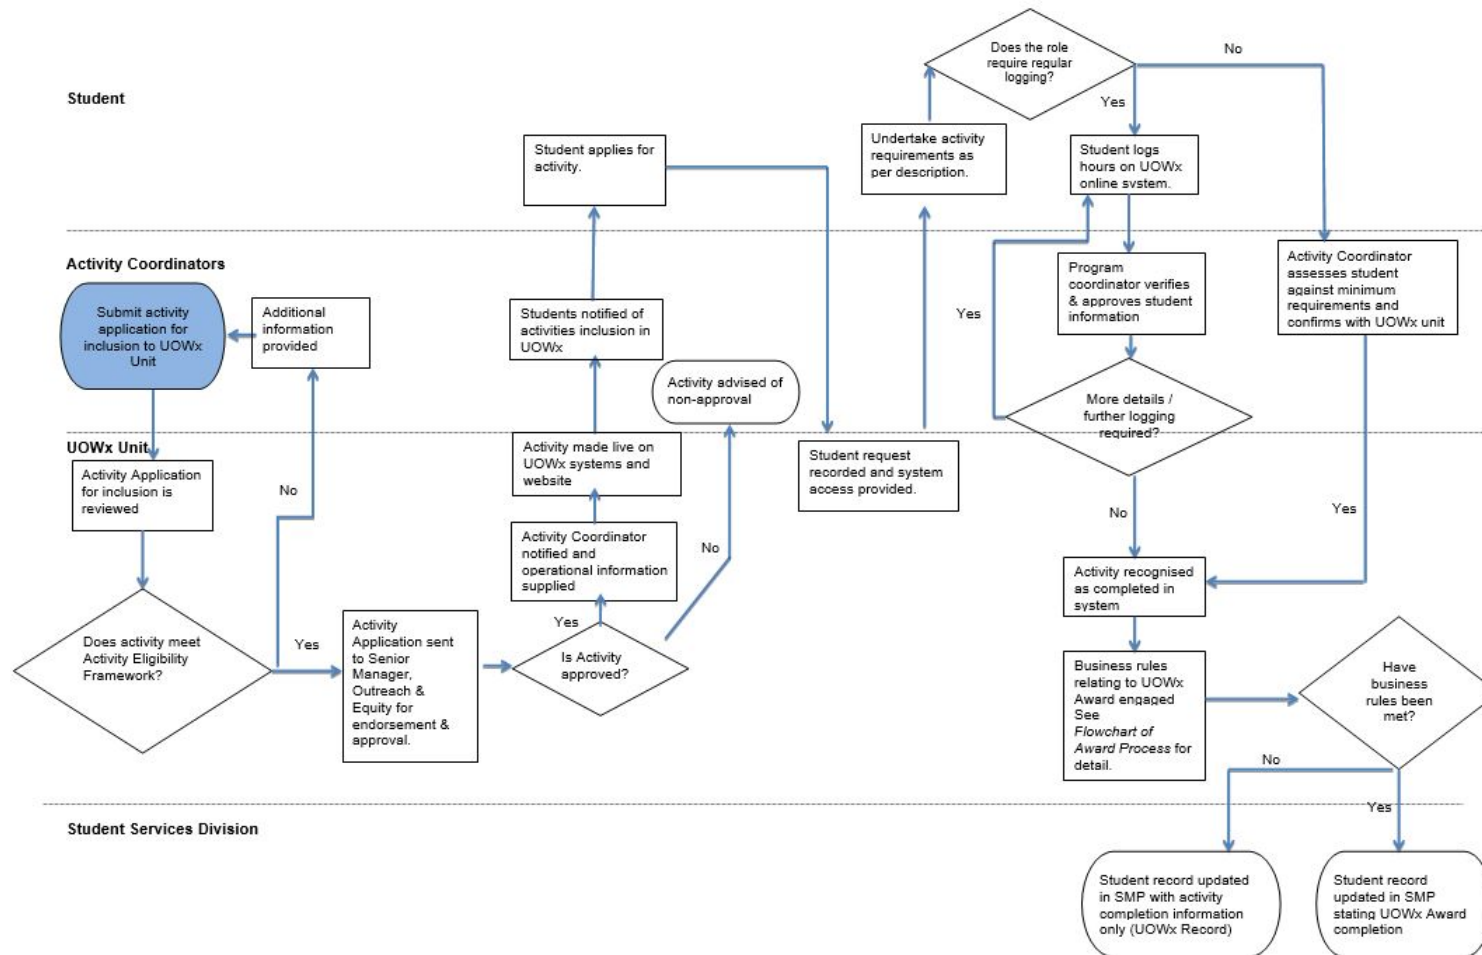 Student
Does the role
require regular
logging?
No
Yes
Student applies for
activity.
Undertake activity
requirements as
per description.
Student logs
hours on UOWx
online system.
Activity Coordinators
Submit activity
application for
inclusion to UOWx
Unit
Additional
information
provided
Students notified of
activities inclusion in
UOWx
Activity advised of
non-approval
Yes
Program
coordinator verifies
& approves student
information
Activity Coordinator
assesses student
against minimum
requirements and
confirms with UOWx unit
More details /
further logging
required?
UOWx Unit
Activity Application
for inclusion is
reviewed
No
Activity made live on
UOWx systems and
website
Student request
recorded and system
access provided.
Activity Coordinator
notified and
operational information
supplied
No
No
Yes
Does activity meet
Activity Eligibility
Framework?
Yes
Activity
Application sent
to Senior
Manager,
Outreach &
Equity for
endorsement &
approval.
Yes
Is Activity
approved?
Activity recognised
as completed in
system
Business rules
relating to UOWx
Award engaged
See
Flowchart of
Award Process for
detail.
Have
business
rules been
met?
No
Yes
Student Services Division
Student record updated
in SMP with activity
completion information
only (UOWx Record)
Student record
updated in SMP
stating UOWx Award
completion